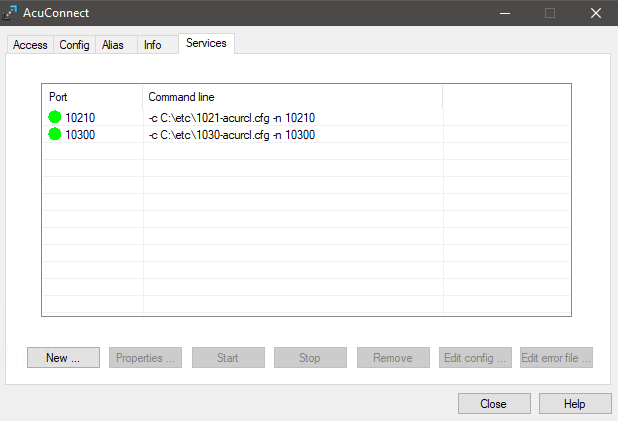 AcuConnect
Access Config Alias Info Services
Port Command line
10210 -c C:\etc\1021-acurcl.cfg -n 10210
10300 -c C:\etc\1030-acurcl.cfg -n 10300
New ... Properties ... Start Stop Remove Edit config ... Edit error file ...
Close Help